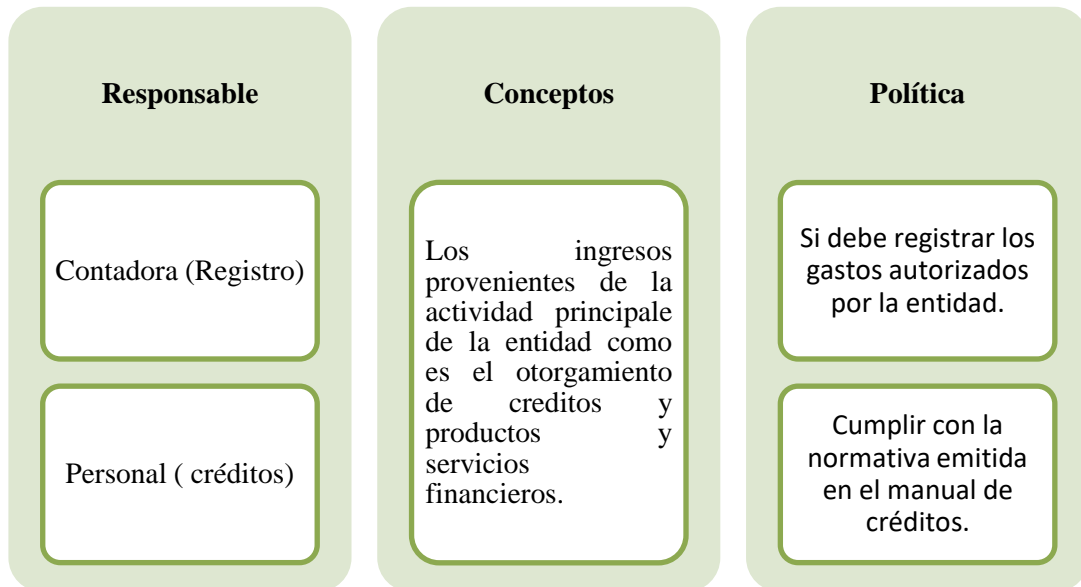 Responsable
Contadora (Registro)
Personal ( créditos)
Conceptos
Los ingresos
provenientes de la
actividad principale
de la entidad como
es el otorgamiento
de creditos y
productos y
servicios
financieros.
Política
Si debe registrar los
gastos autorizados
por la entidad.
Cumplir con la
normativa emitida
en el manual de
créditos.